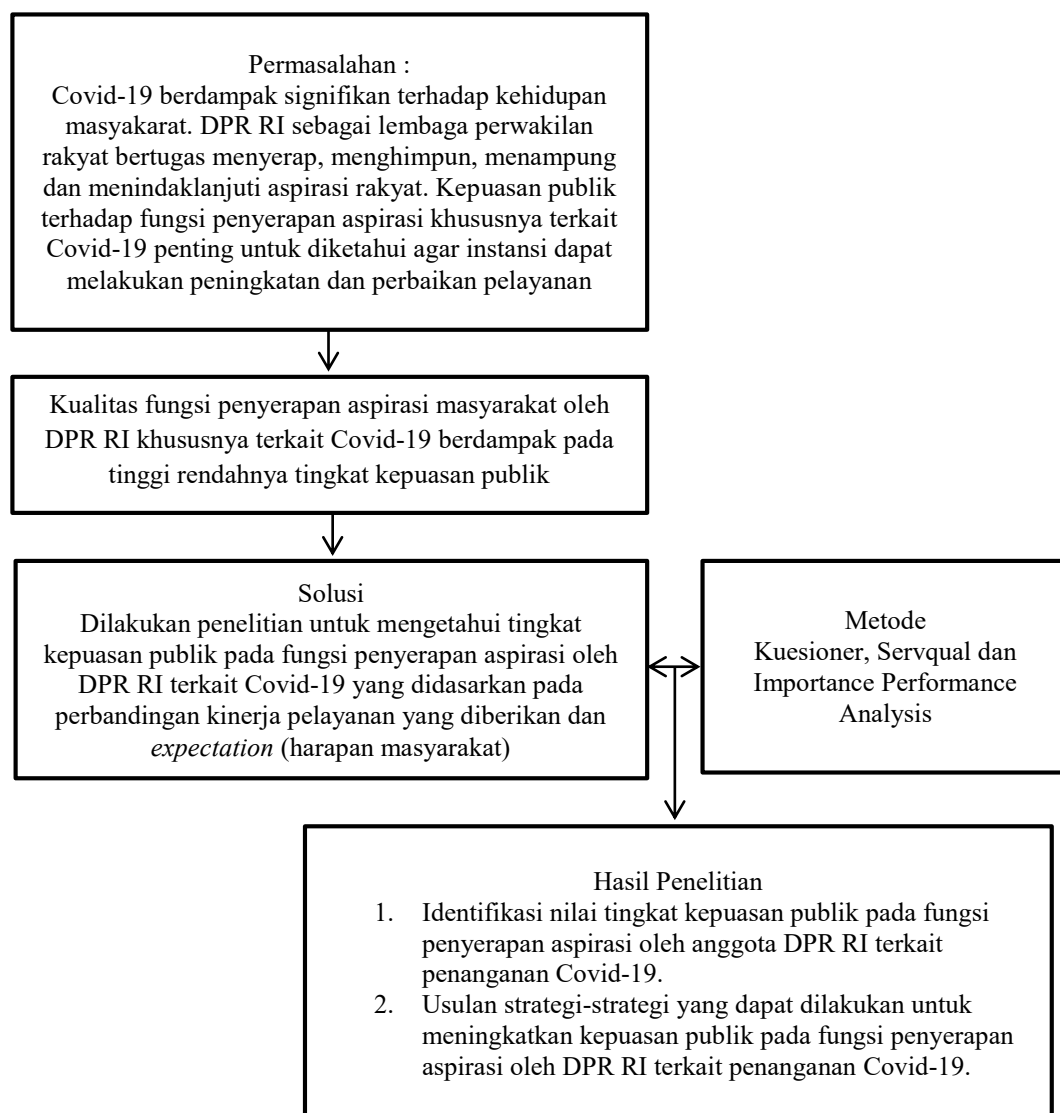 Permasalahan :
Covid-19 berdampak signifikan terhadap kehidupan
masyakarat. DPR RI sebagai lembaga perwakilan
rakyat bertugas menyerap, menghimpun, menampung
dan menindaklanjuti aspirasi rakyat. Kepuasan publik
terhadap fungsi penyerapan aspirasi khususnya terkait
Covid-19 penting untuk diketahui agar instansi dapat
melakukan peningkatan dan perbaikan pelayanan
Kualitas fungsi penyerapan aspirasi masyarakat oleh
DPR RI khususnya terkait Covid-19 berdampak pada
tinggi rendahnya tingkat kepuasan publik
Solusi
Dilakukan penelitian untuk mengetahui tingkat
kepuasan publik pada fungsi penyerapan aspirasi oleh
DPR RI terkait Covid-19 yang didasarkan pada
perbandingan kinerja pelayanan yang diberikan dan
expectation (harapan masyarakat)
Metode
Kuesioner, Servqual dan
Importance Performance
Analysis
Hasil Penelitian
1. Identifikasi nilai tingkat kepuasan publik pada fungsi
penyerapan aspirasi oleh anggota DPR RI terkait
penanganan Covid-19.
2. Usulan strategi-strategi yang dapat dilakukan untuk
meningkatkan kepuasan publik pada fungsi penyerapan
aspirasi oleh DPR RI terkait penanganan Covid-19.